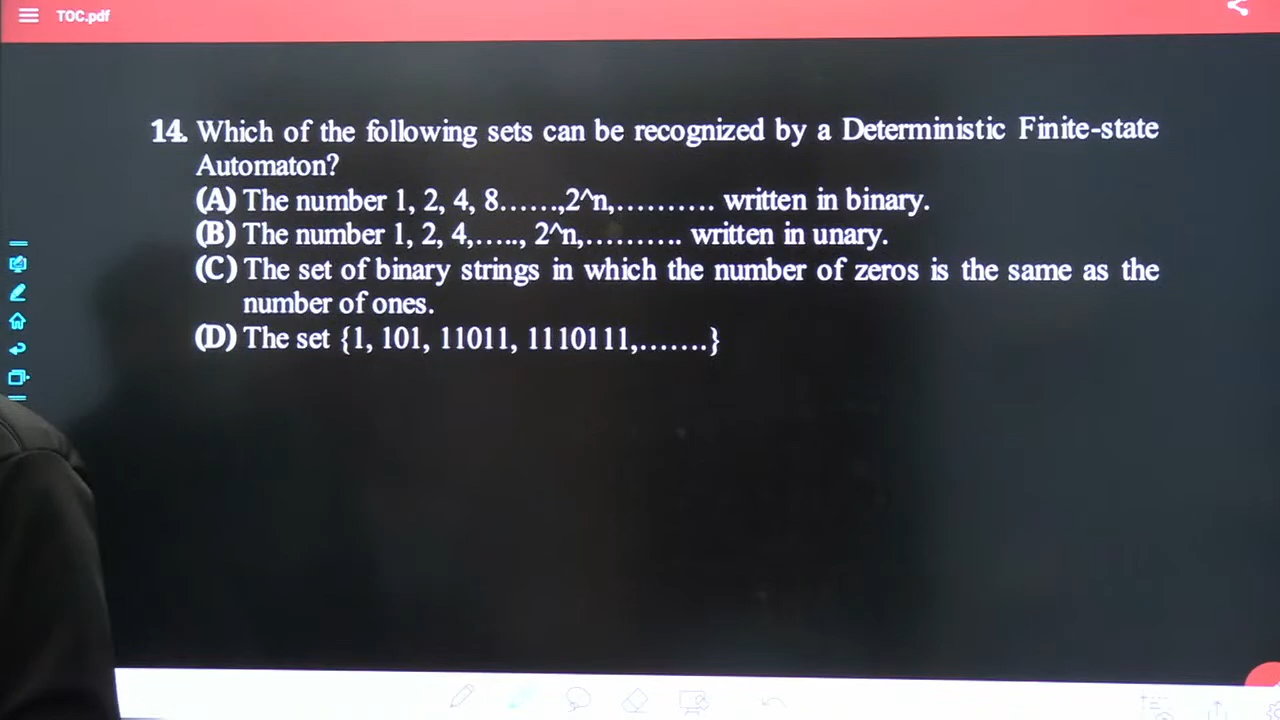 TOC.pdf
14. Which of the following sets can be recognized by a Deterministic Finite-state
Automaton?
(A) The number 1, 2, 4, 8......,2^n,.......... written in binary.
(B) The number 1, 2, 4,....., 2^n,.......... written in unary.
(C) The set of binary strings in which the number of zeros is the same as the
number of ones.
(D) The set {1, 101, 11011, 1110111,.......}